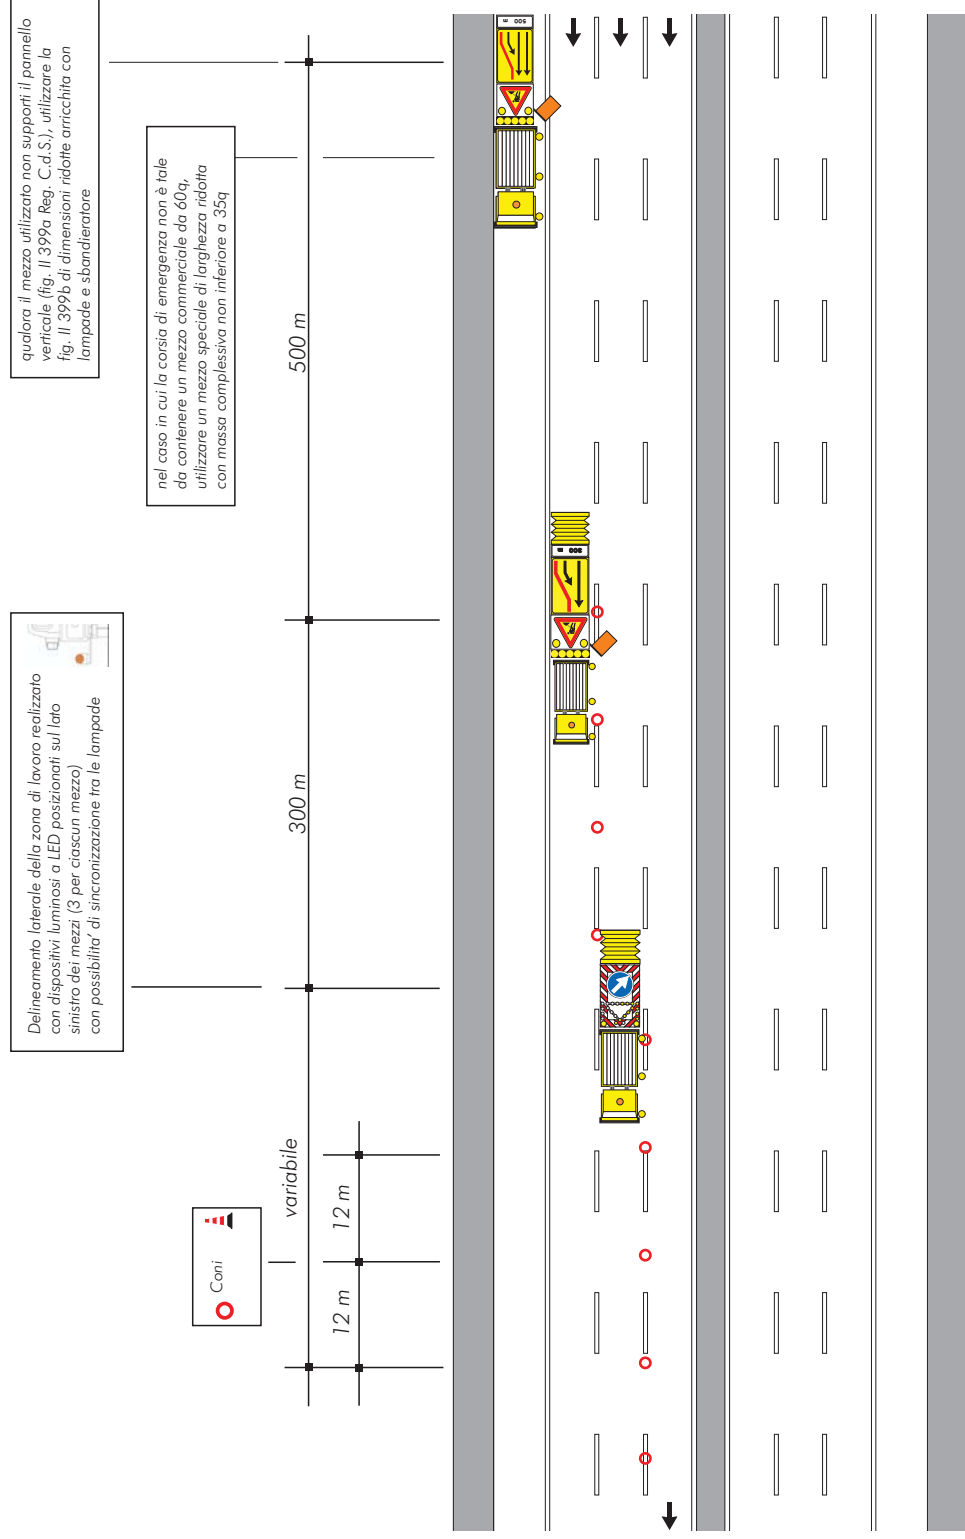 qualora il mezzo utilizzato non supporti il pannello
verticale (fig. II 399a Reg. C.d.S.), utilizzare la
fig. II 399b di dimensioni ridotte arricchita con
lampade e sbandieratore
nel caso in cui la corsia di emergenza non è tale
da contenere un mezzo commerciale da 60q,
utilizzare un mezzo speciale di larghezza ridotta
con massa complessiva non inferiore a 35q
Delineamento laterale della zona di lavoro realizzato
con dispositivi luminosi a LED posizionati sul lato
sinistro dei mezzi (3 per ciascun mezzo)
con possibilita' di sincronizzazione tra le lampade
Coni
500 m
300 m
variabile
12 m
12 m
500 m
300 m